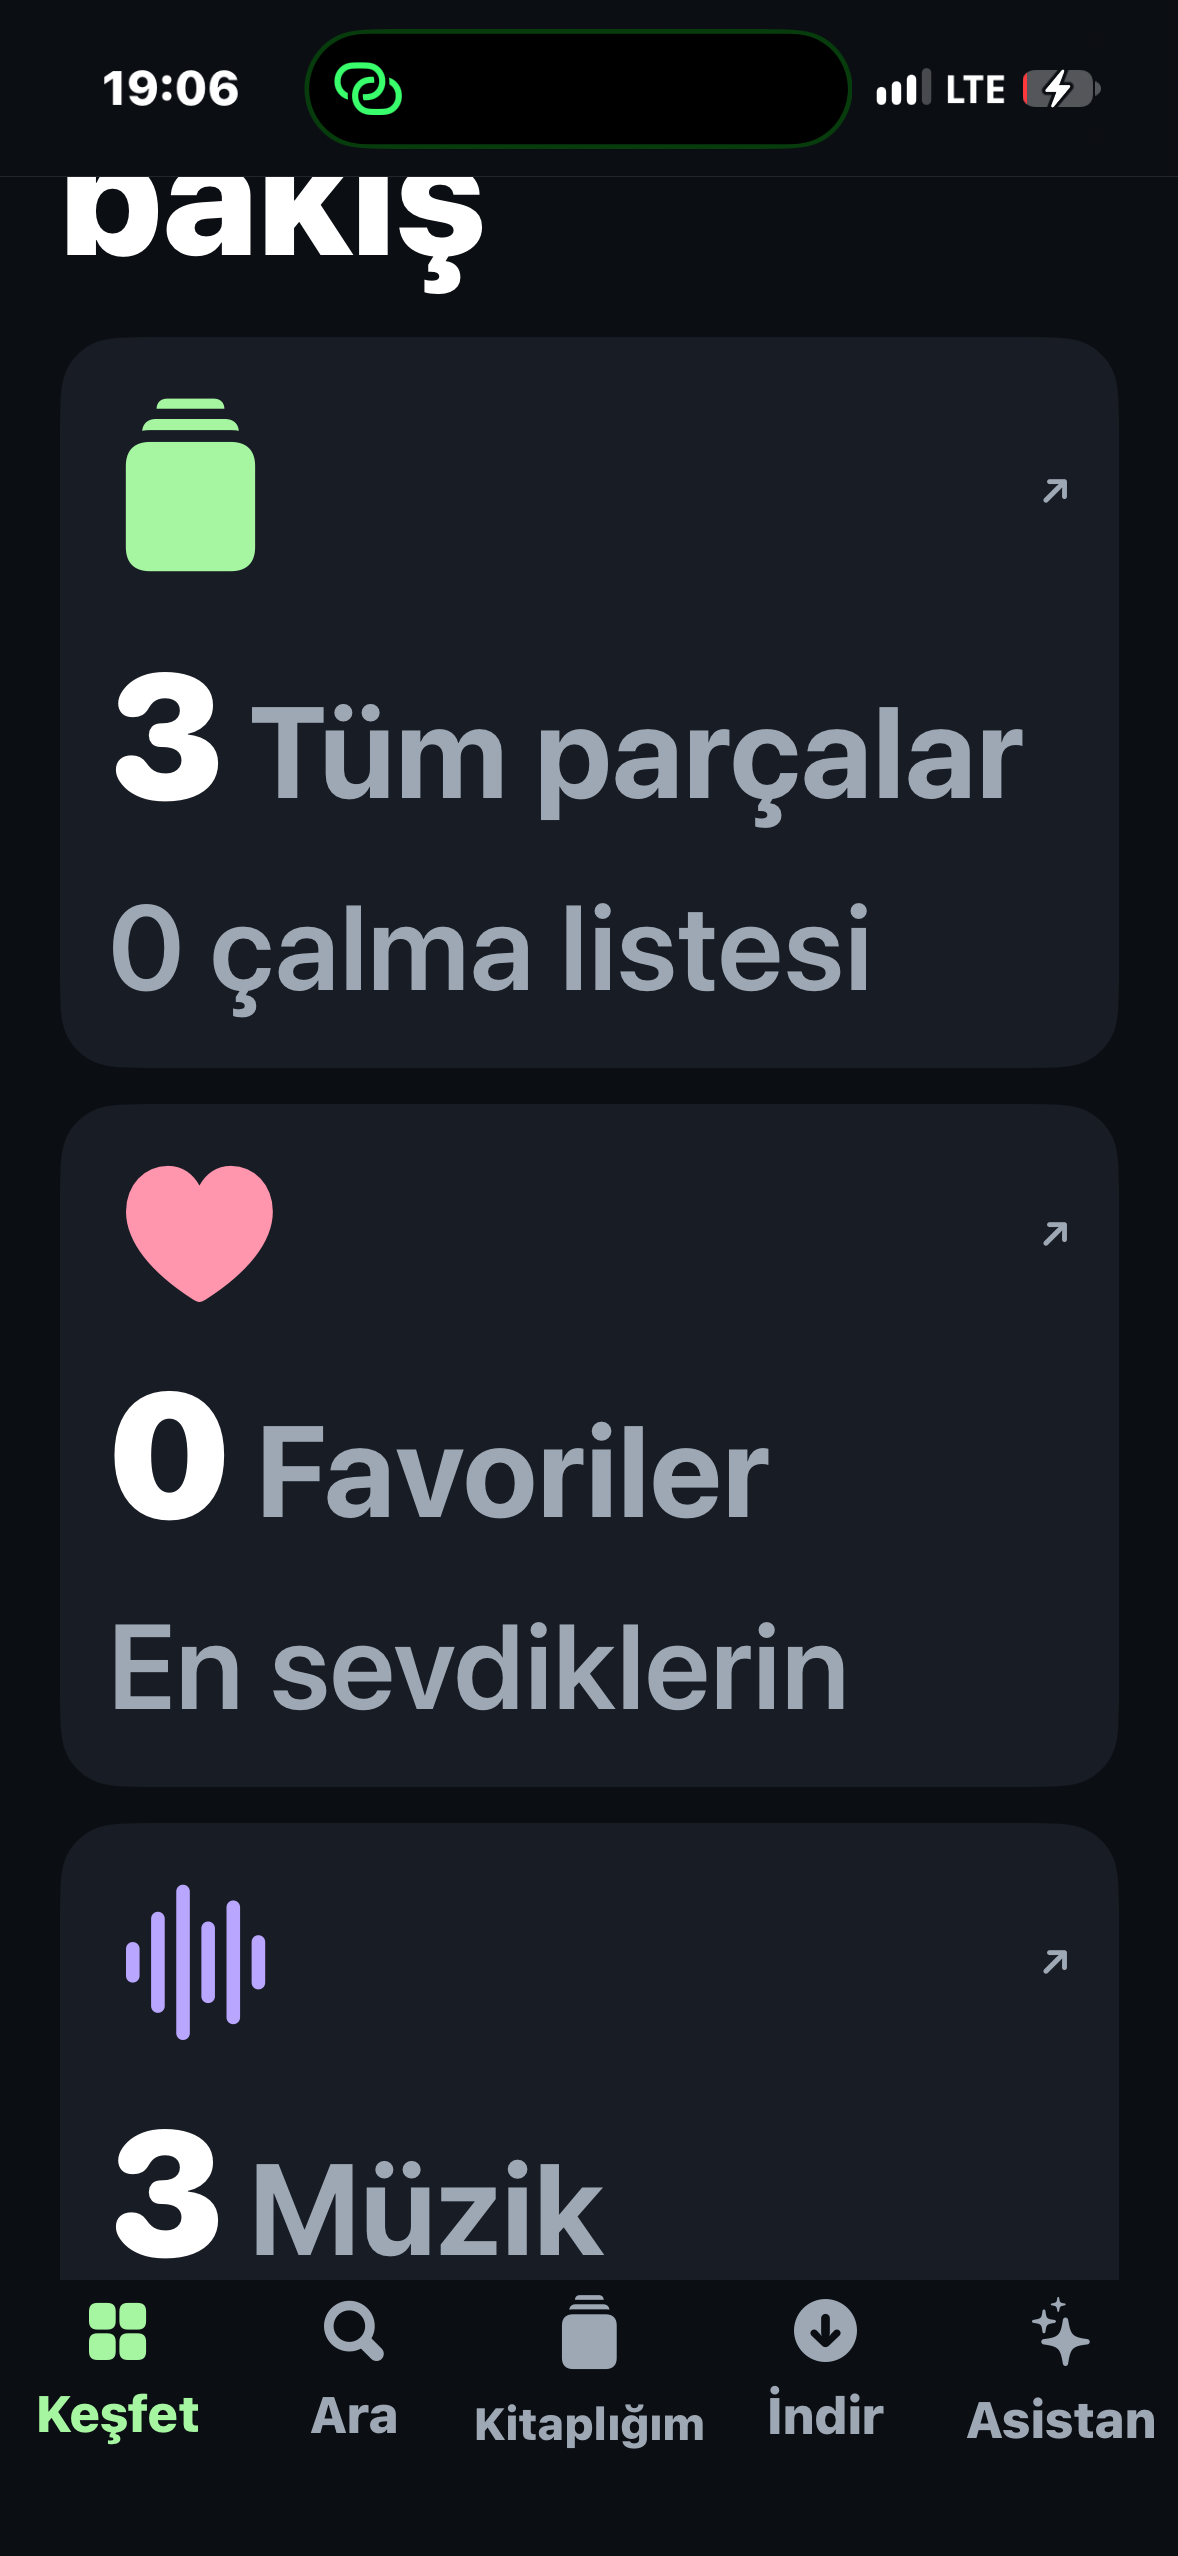 19:06
LTE
bakış
3 Tüm parçalar
0 çalma listesi
0 Favoriler
En sevdiklerin
3 Müzik
Keşfet
Ara
Kitaplığım
İndir
Asistan